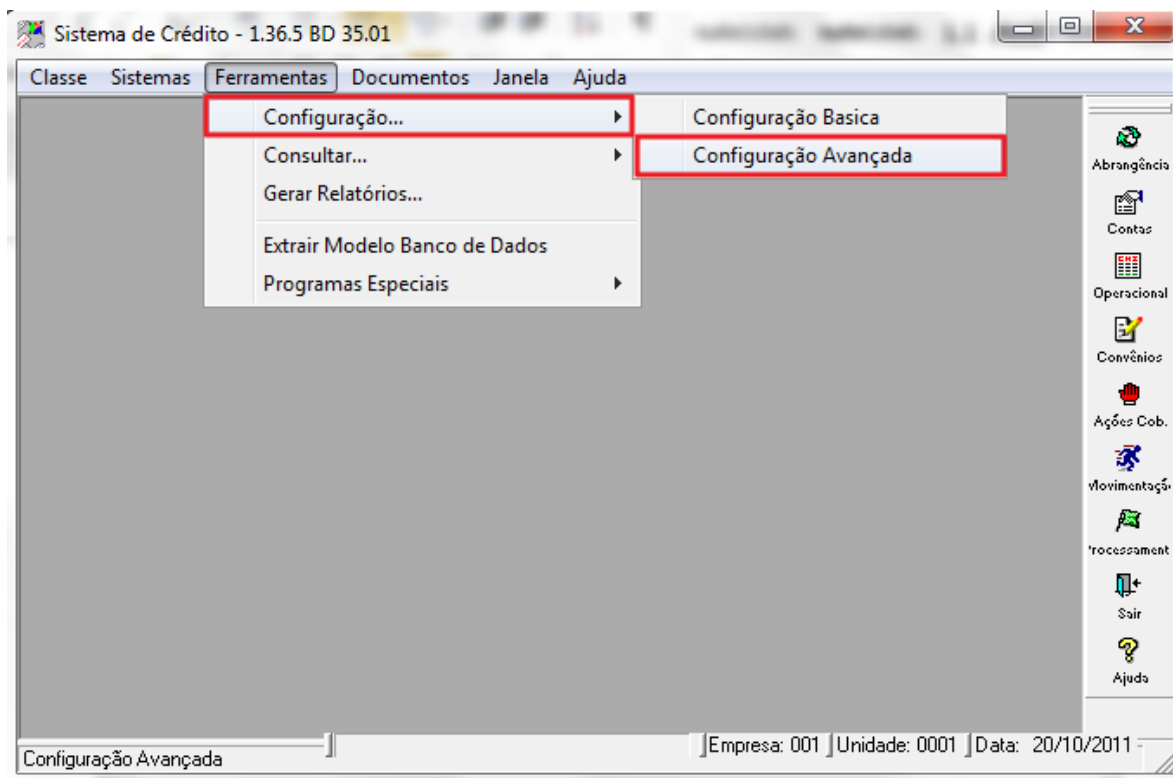 Sistema de Crédito - 1.36.5 BD 35.01
Classe Sistemas Ferramentas Documentos Janela Ajuda
Configuração...
Consultar...
Gerar Relatórios...
Extrair Modelo Banco de Dados
Programas Especiais
Configuração Basica
Configuração Avançada
Abrangência
Contas
Operacional
Convênios
Ações Cob.
Sair
Ajuda
Configuração Avançada
Empresa: 001 Unidade: 0001 Data: 20/10/2011